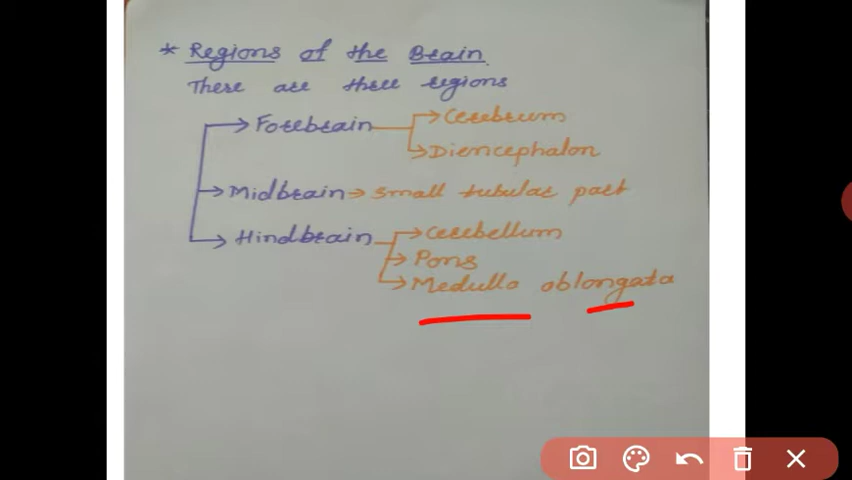 * Regions of the Brain
There are three regions
Forebrain → Cerebrum
→ Diencephalon
Midbrain → small tubular part
Hindbrain → Cerebellum
→ Pons
→ Medulla oblongata